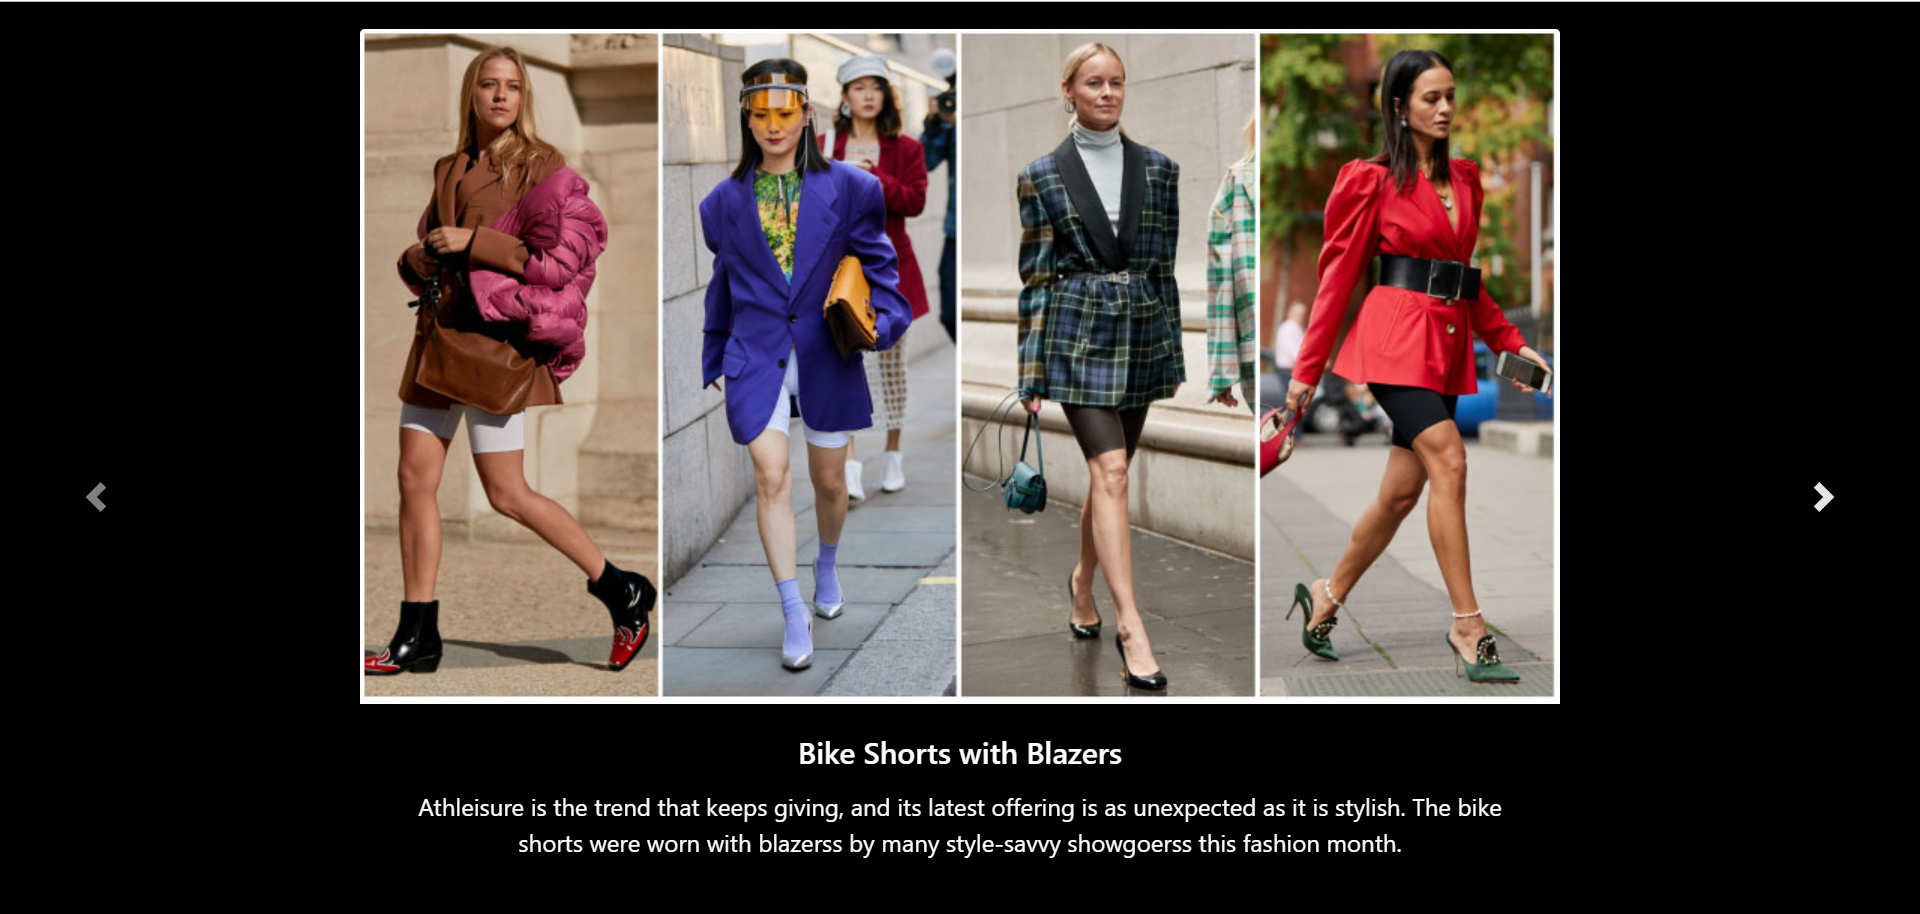 Bike Shorts with Blazers
Athleisure is the trend that keeps giving, and its latest offering is as unexpected as it is stylish. The bike
shorts were worn with blazerss by many style-savvy showgoerss this fashion month.